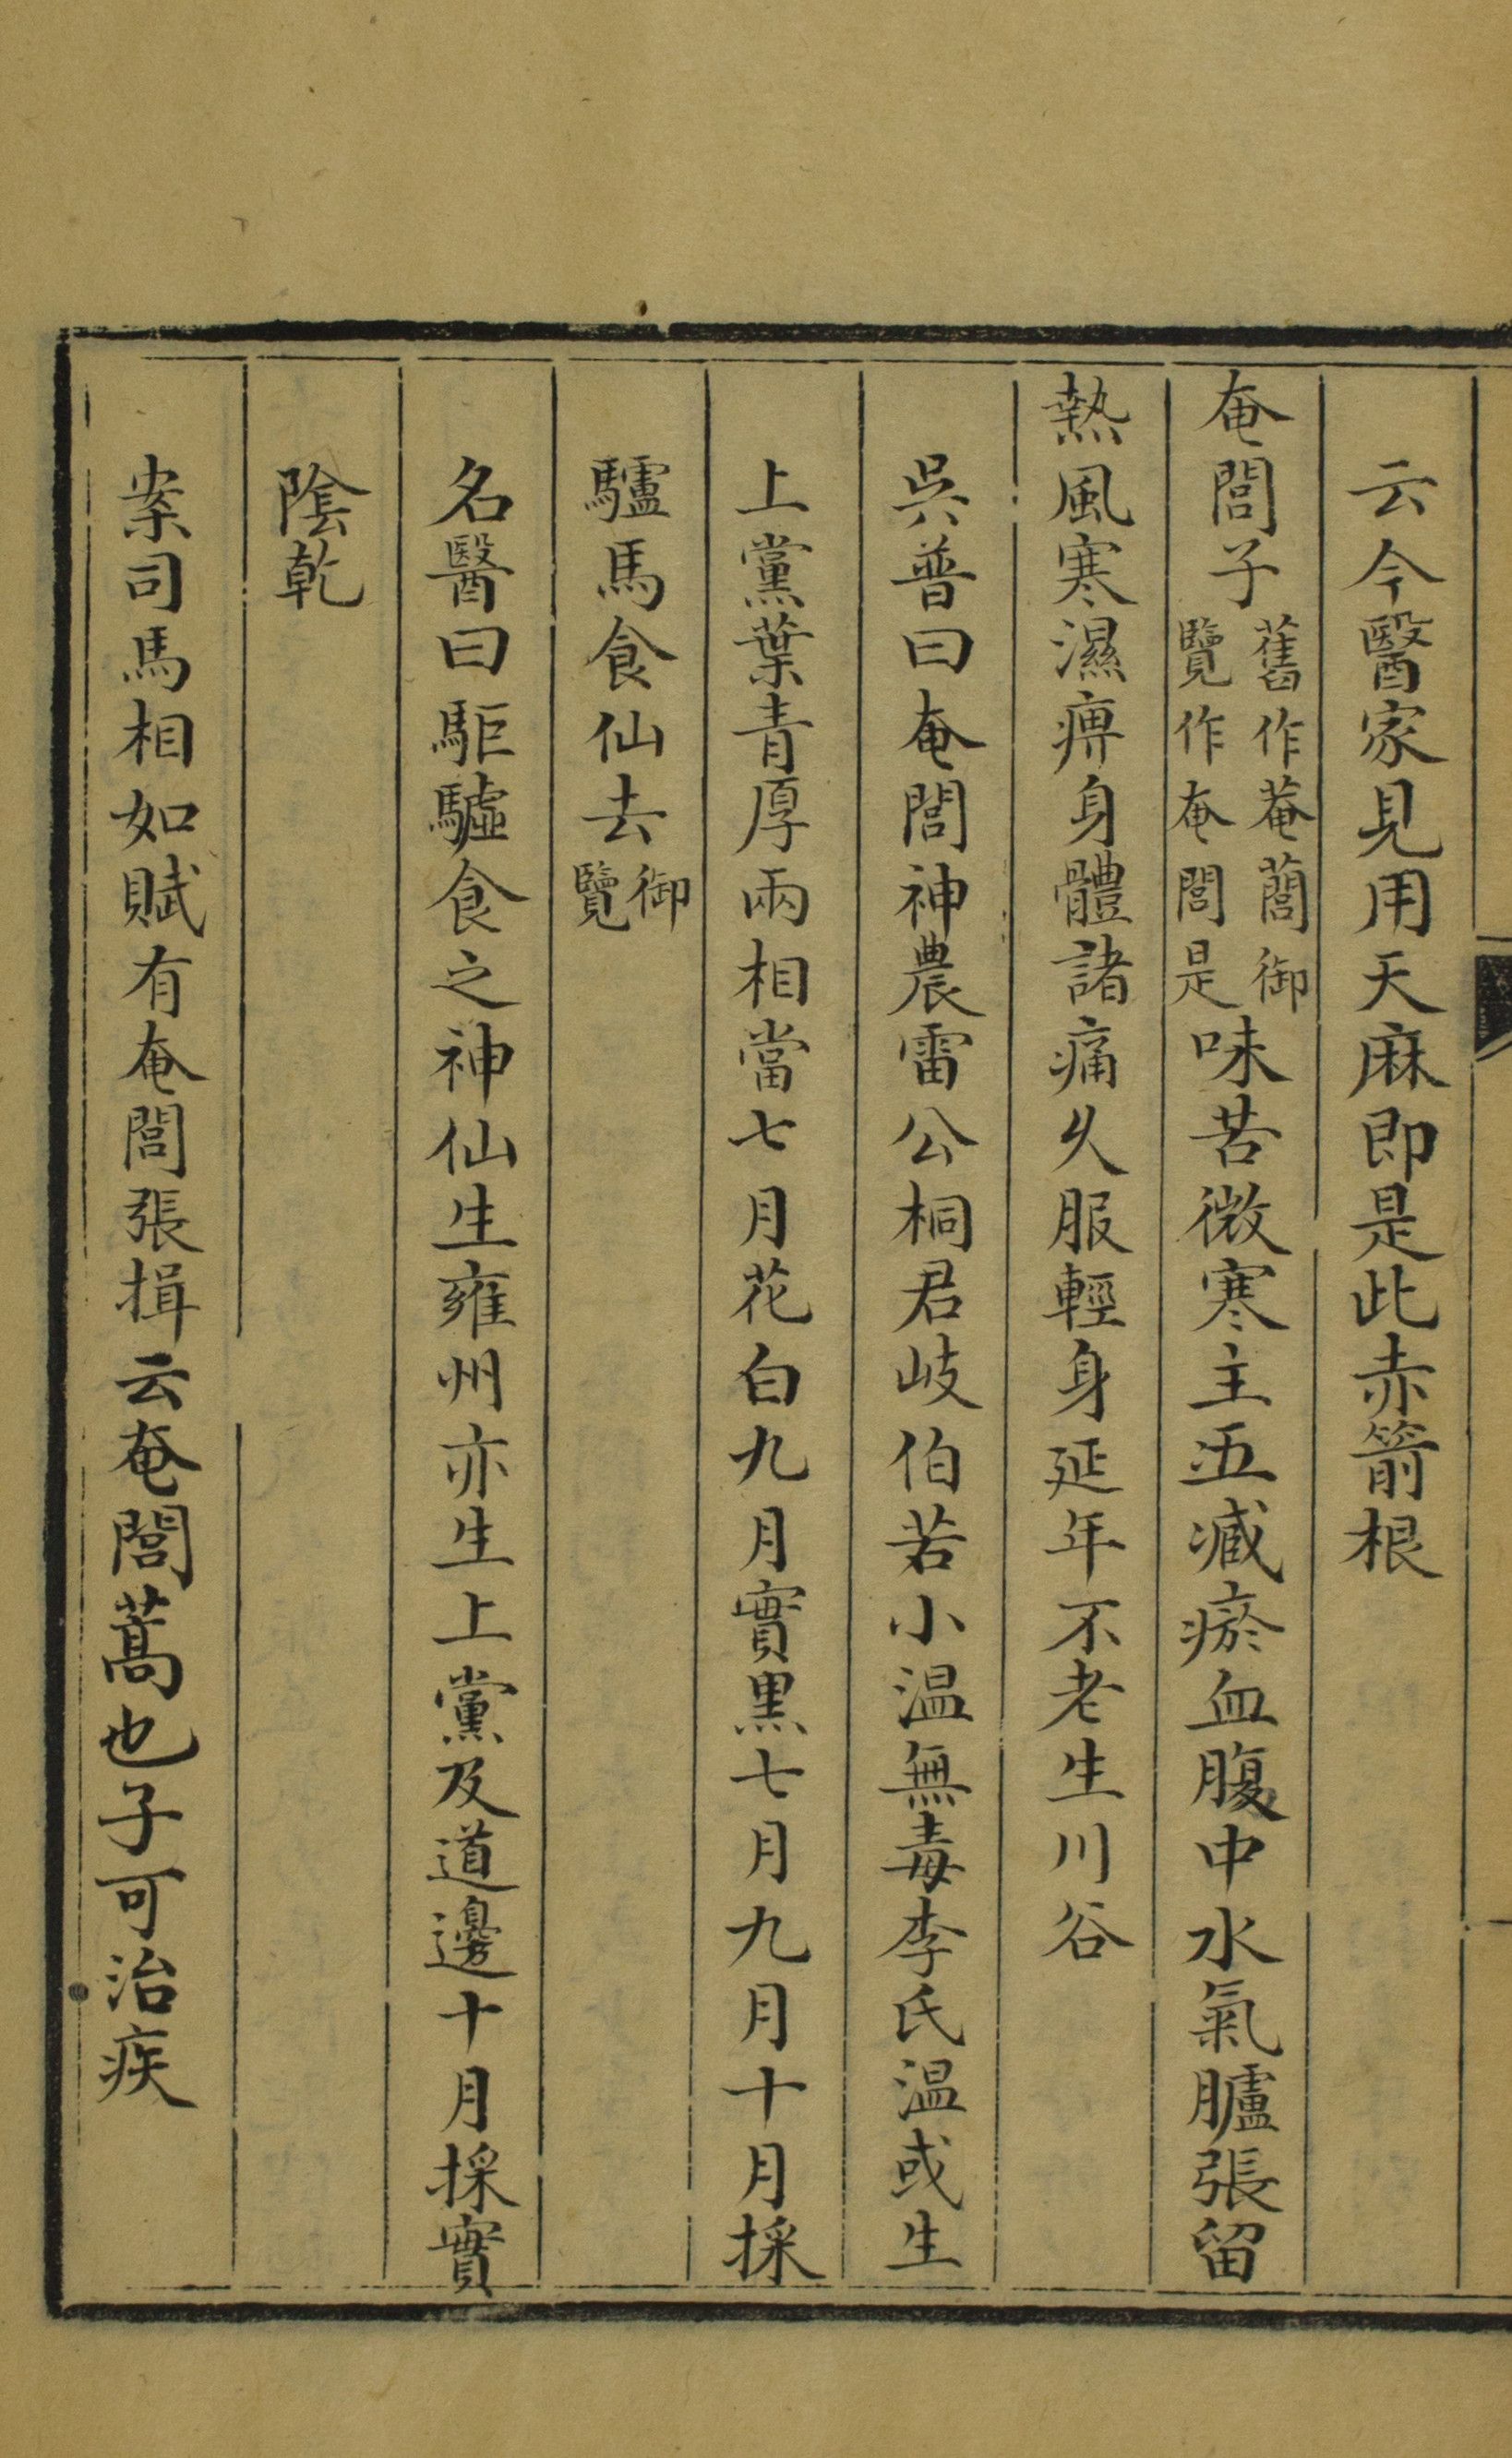 云今醫家見用天麻即是此赤箭根
奄閭子舊作菴䕡御覽作奄閭是味苦微寒主五臧瘀血腹中水氣臚張留
熱風寒濕痹身體諸痛久服輕身延年不老生川谷
吳普曰奄閭神農雷公桐君岐伯苦小温無毒李氏温或生
上黨葉青厚兩相當七月花白九月實黒七月九月十月採
驢馬食仙去御覽
名醫曰駏驉食之神仙生雍州亦生上黨及道邊十月採實
陰乾
案司馬相如賦有奄閭張揖云奄閭蒿也子可治疾